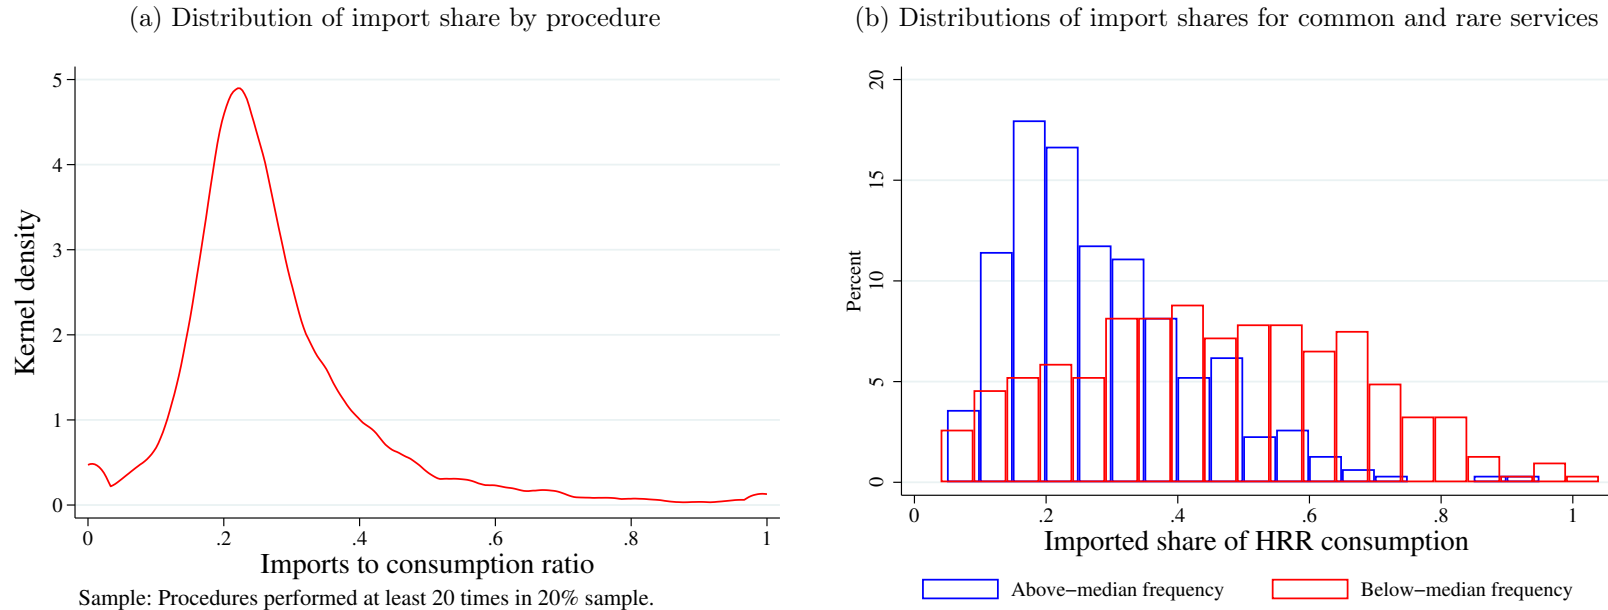 (a) Distribution of import share by procedure
5
4
3
2
1
0
Kernel density
0 .2 .4 .6 .8 1
Imports to consumption ratio
Sample: Procedures performed at least 20 times in 20% sample.
(b) Distributions of import shares for common and rare services
20
15
10
5
0
Percent
0 .2 .4 .6 .8 1
Imported share of HRR consumption
Above−median frequency Below−median frequency